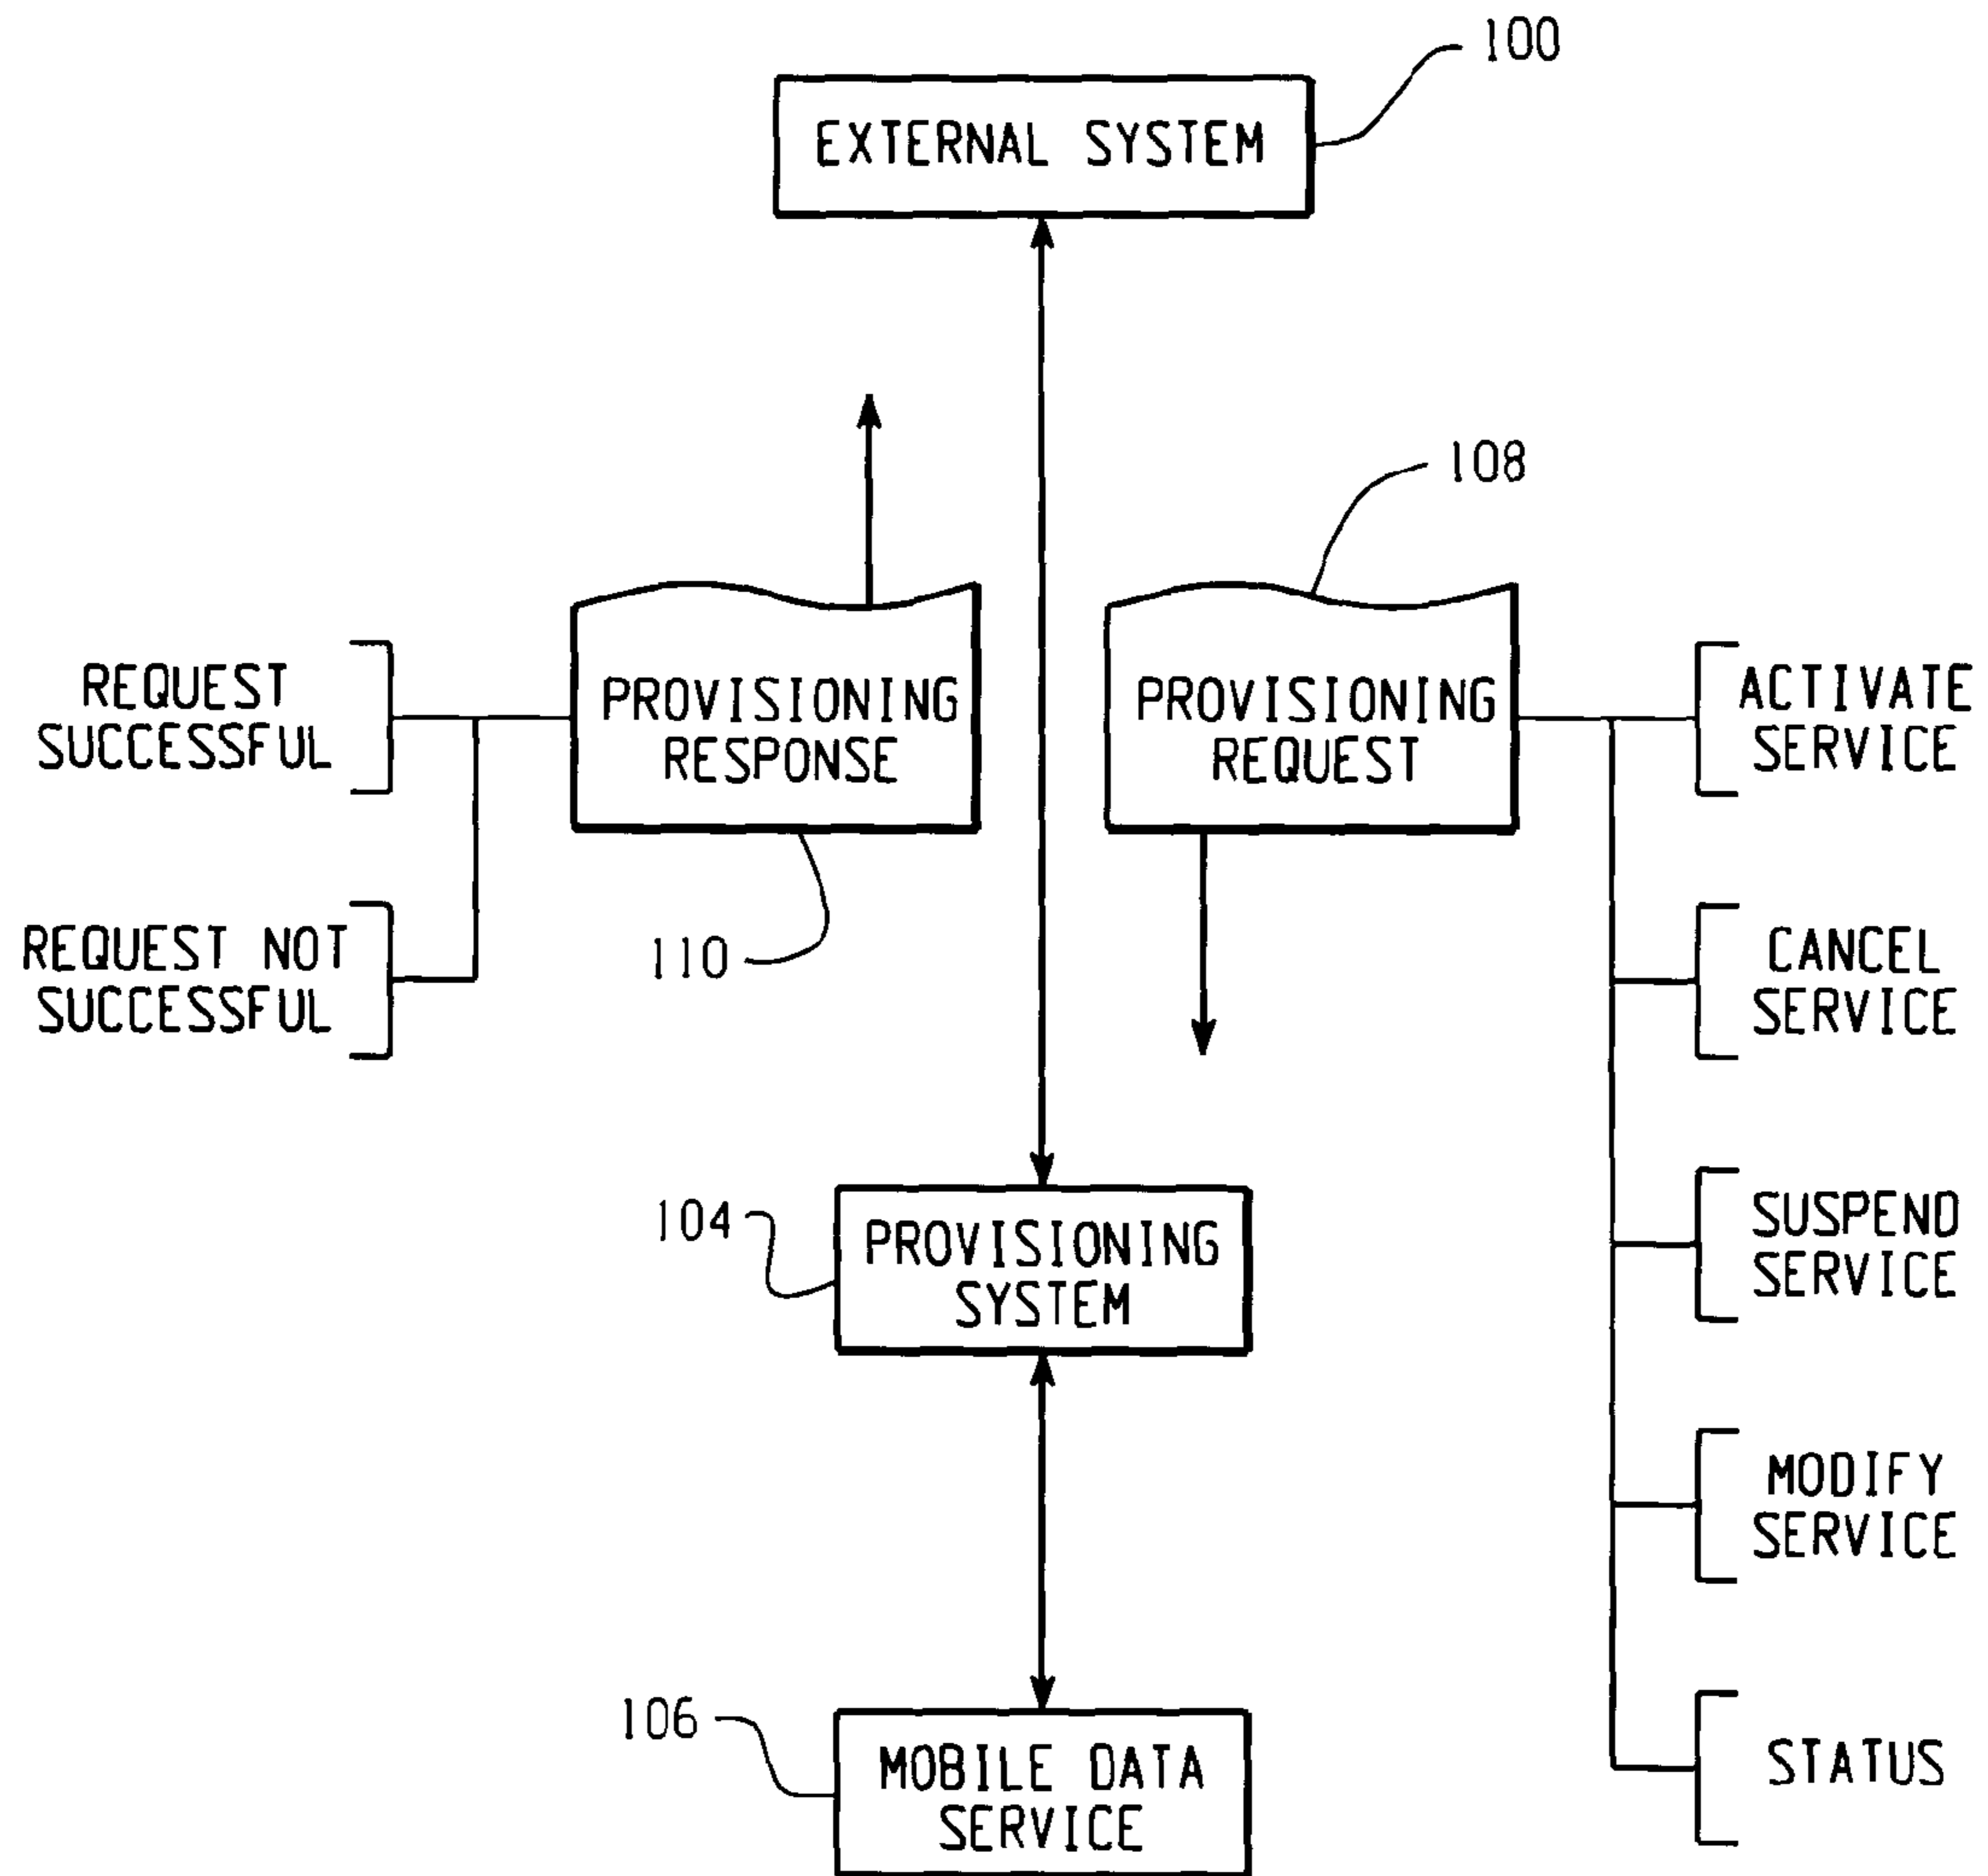 100
EXTERNAL SYSTEM
108
REQUEST
SUCCESSFUL
PROVISIONING
RESPONSE
PROVISIONING
REQUEST
ACTIVATE
SERVICE
REQUEST NOT
SUCCESSFUL
110
CANCEL
SERVICE
104
PROVISIONING
SYSTEM
SUSPEND
SERVICE
MODIFY
SERVICE
106
MOBILE DATA
SERVICE
STATUS